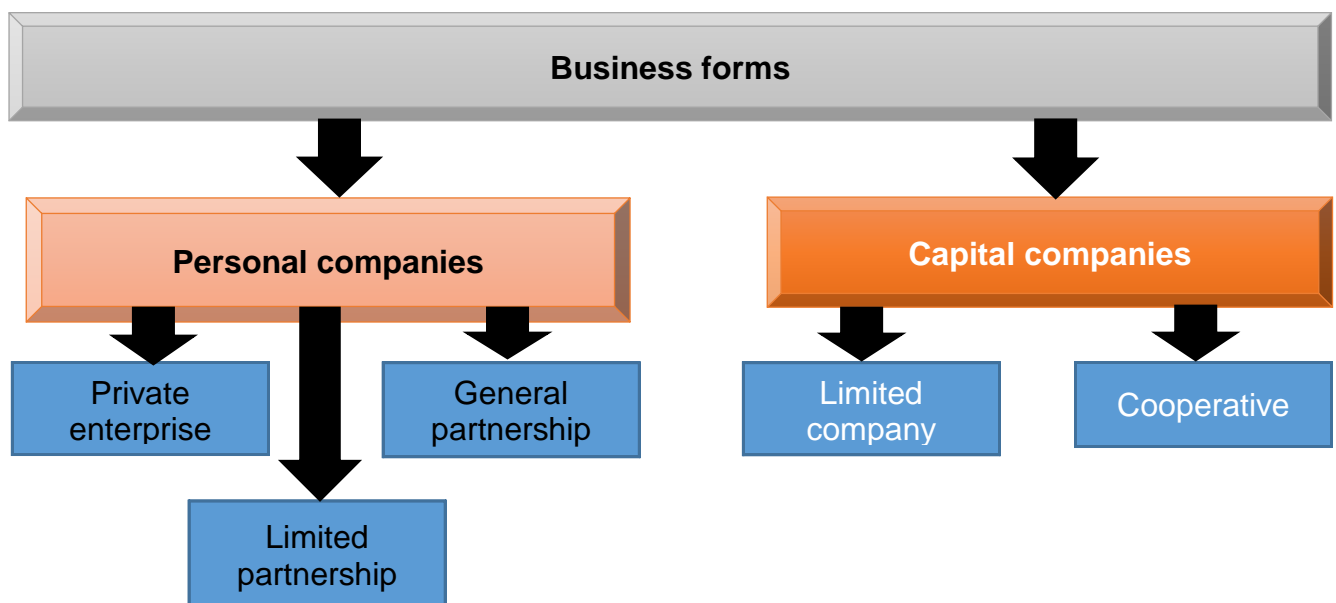 Business forms
Personal companies
Capital companies
Private
enterprise
General
partnership
Limited
company
Cooperative
Limited
partnership